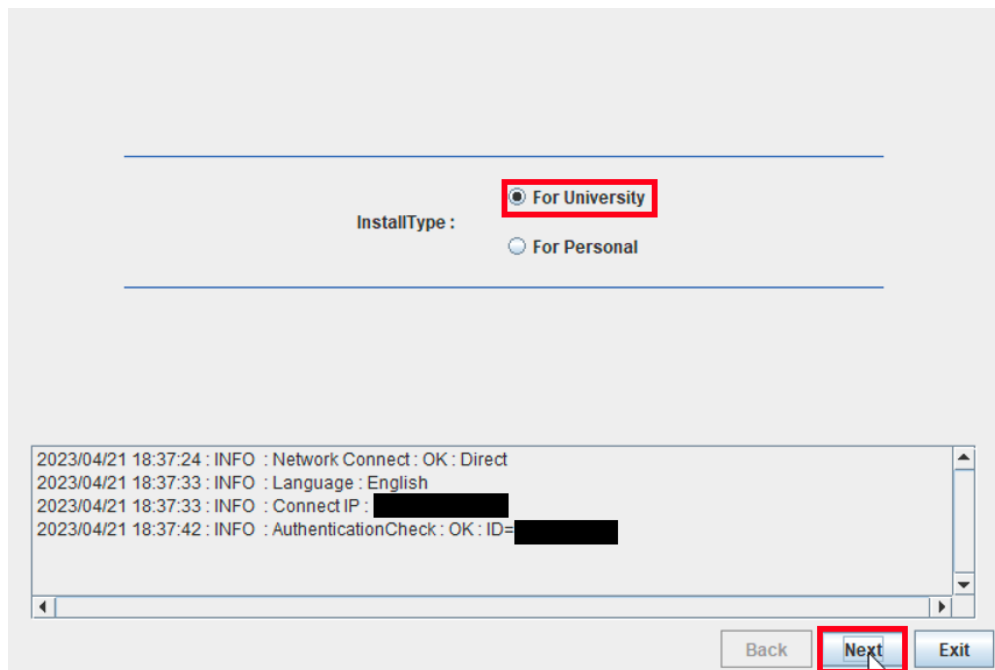 For University
InstallType :
For Personal
2023/04/21 18:37:24 : INFO : Network Connect : OK : Direct
2023/04/21 18:37:33 : INFO : Language : English
2023/04/21 18:37:33 : INFO : Connect IP :
2023/04/21 18:37:42 : INFO : AuthenticationCheck : OK : ID=
Back Next Exit